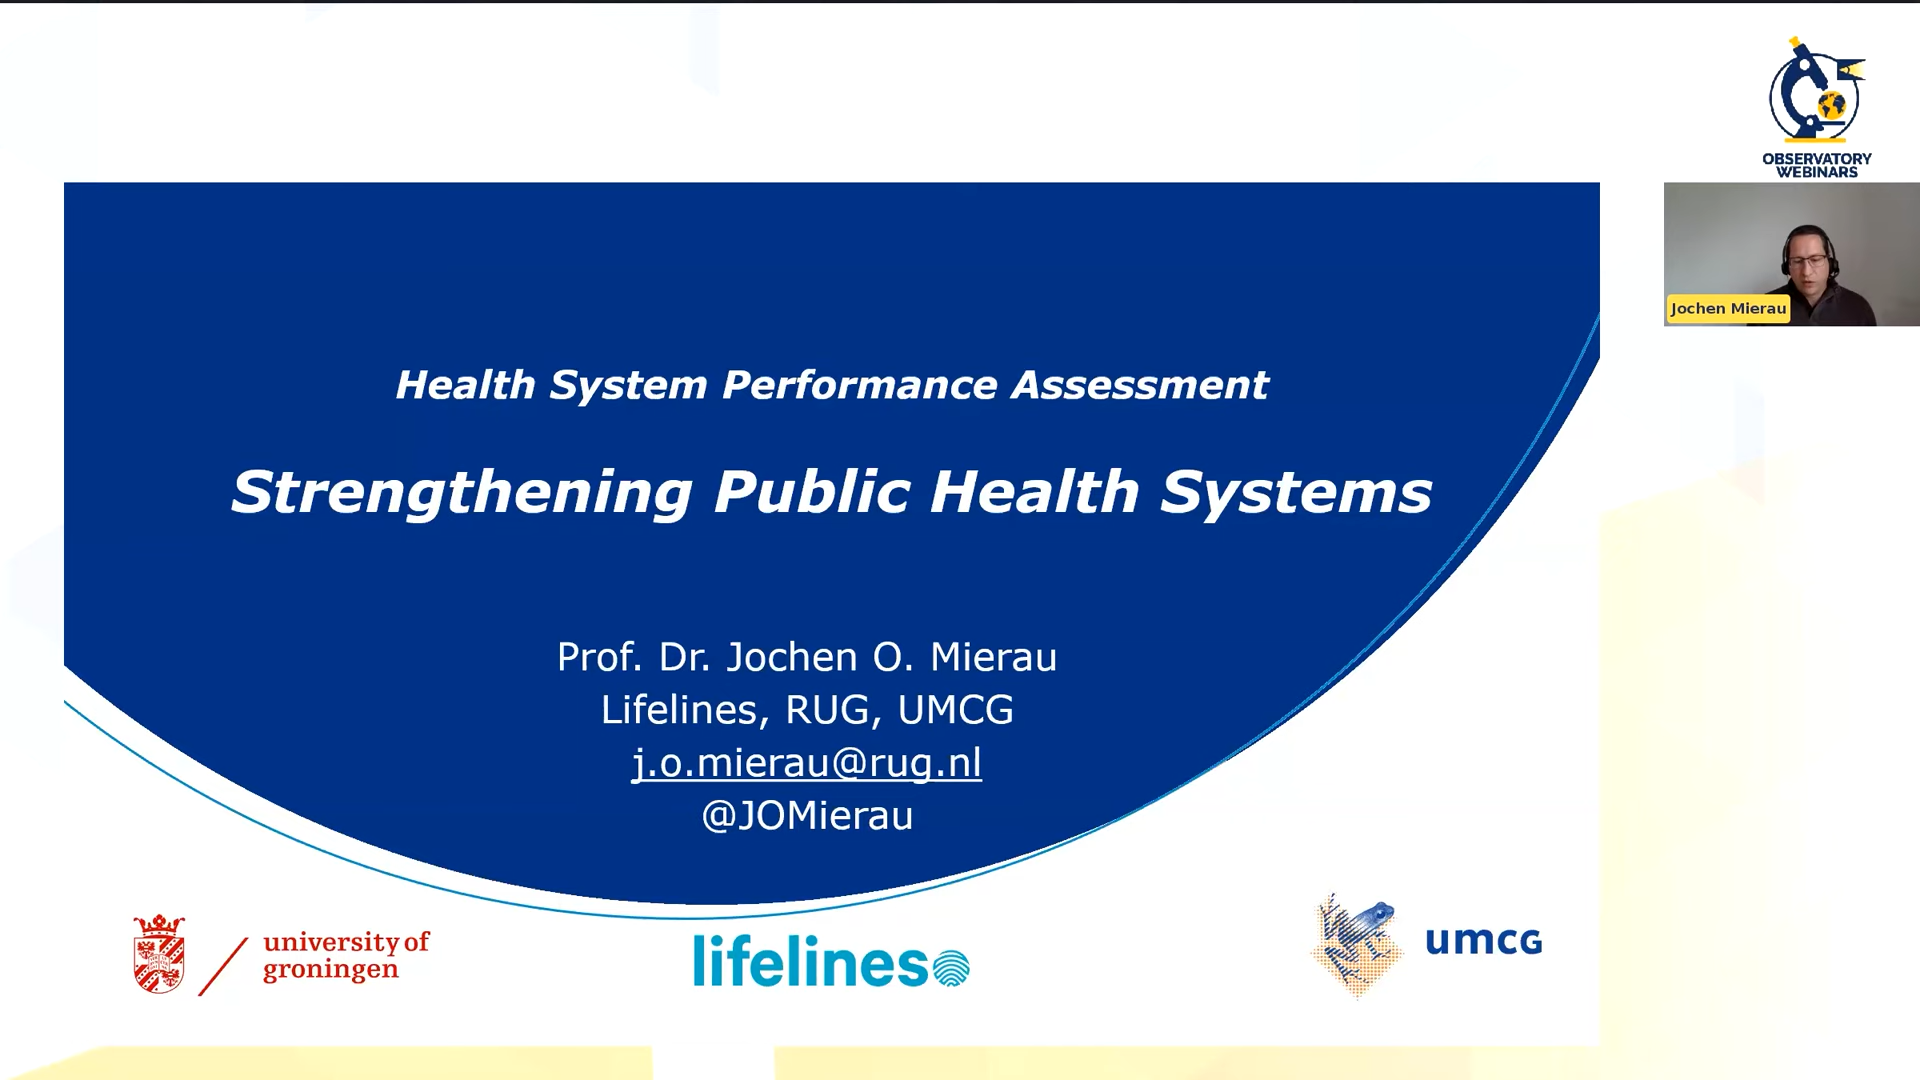 OBSERVATORY
WEBINARS
Jochen Mierau
Health System Performance Assessment
Strengthening Public Health Systems
Prof. Dr. Jochen O. Mierau
Lifelines, RUG, UMCG
j.o.mierau@rug.nl
@JOMierau
university of
groningen
lifelines
umcg